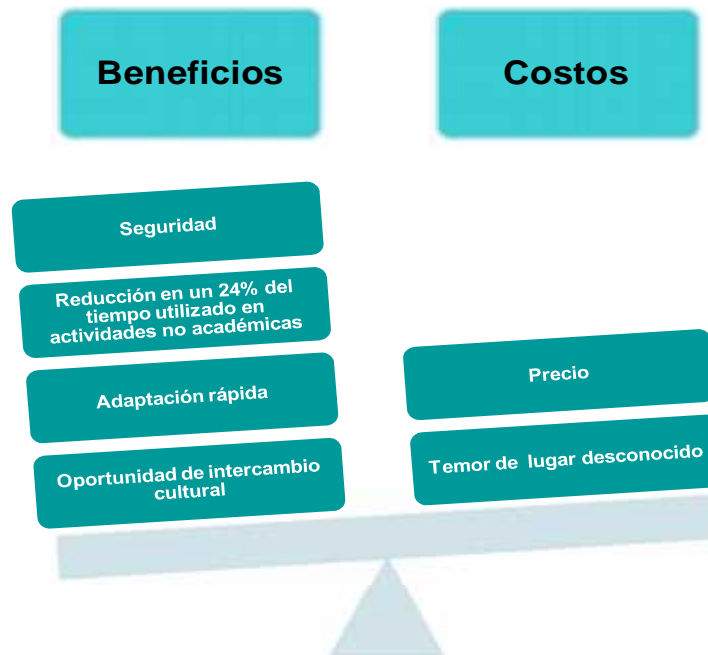 Beneficios
Costos
Seguridad
Reducción en un 24% del
tiempo utilizado en
actividades no académicas
Adaptación rápida
Oportunidad de intercambio
cultural
Precio
Temor de lugar desconocido